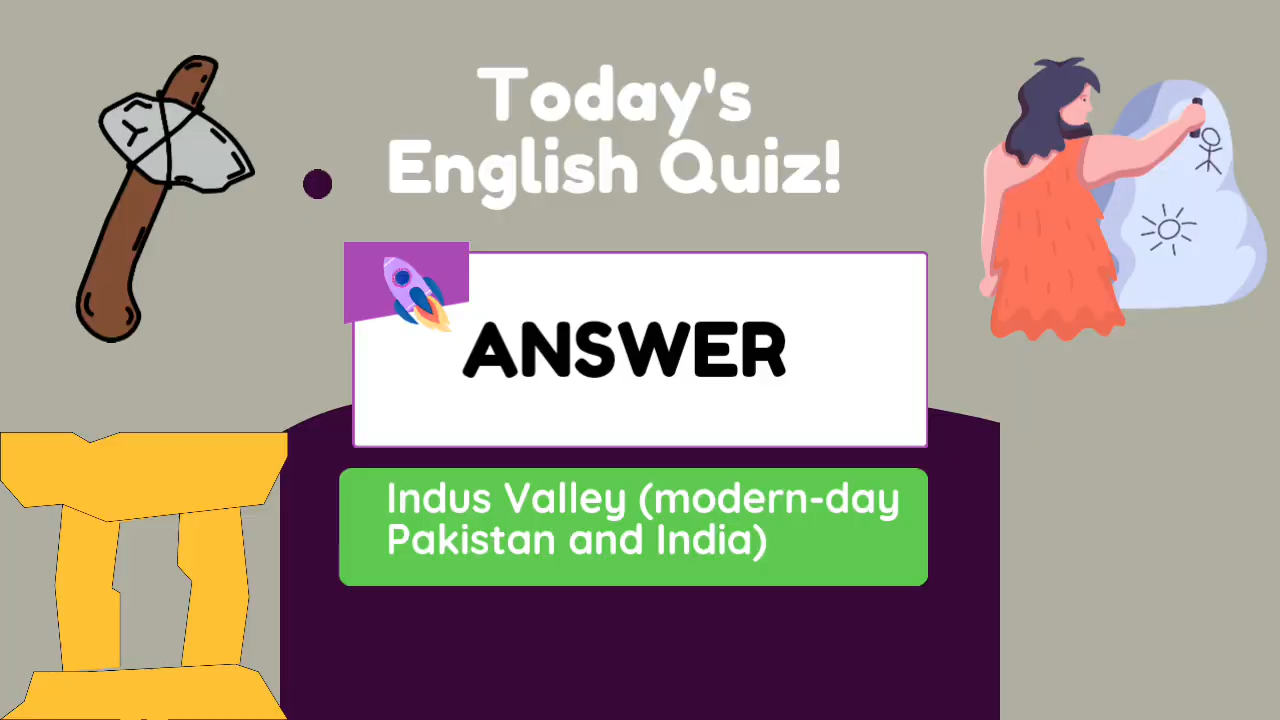 Today's
English Quiz!
ANSWER
Indus Valley (modern-day
Pakistan and India)